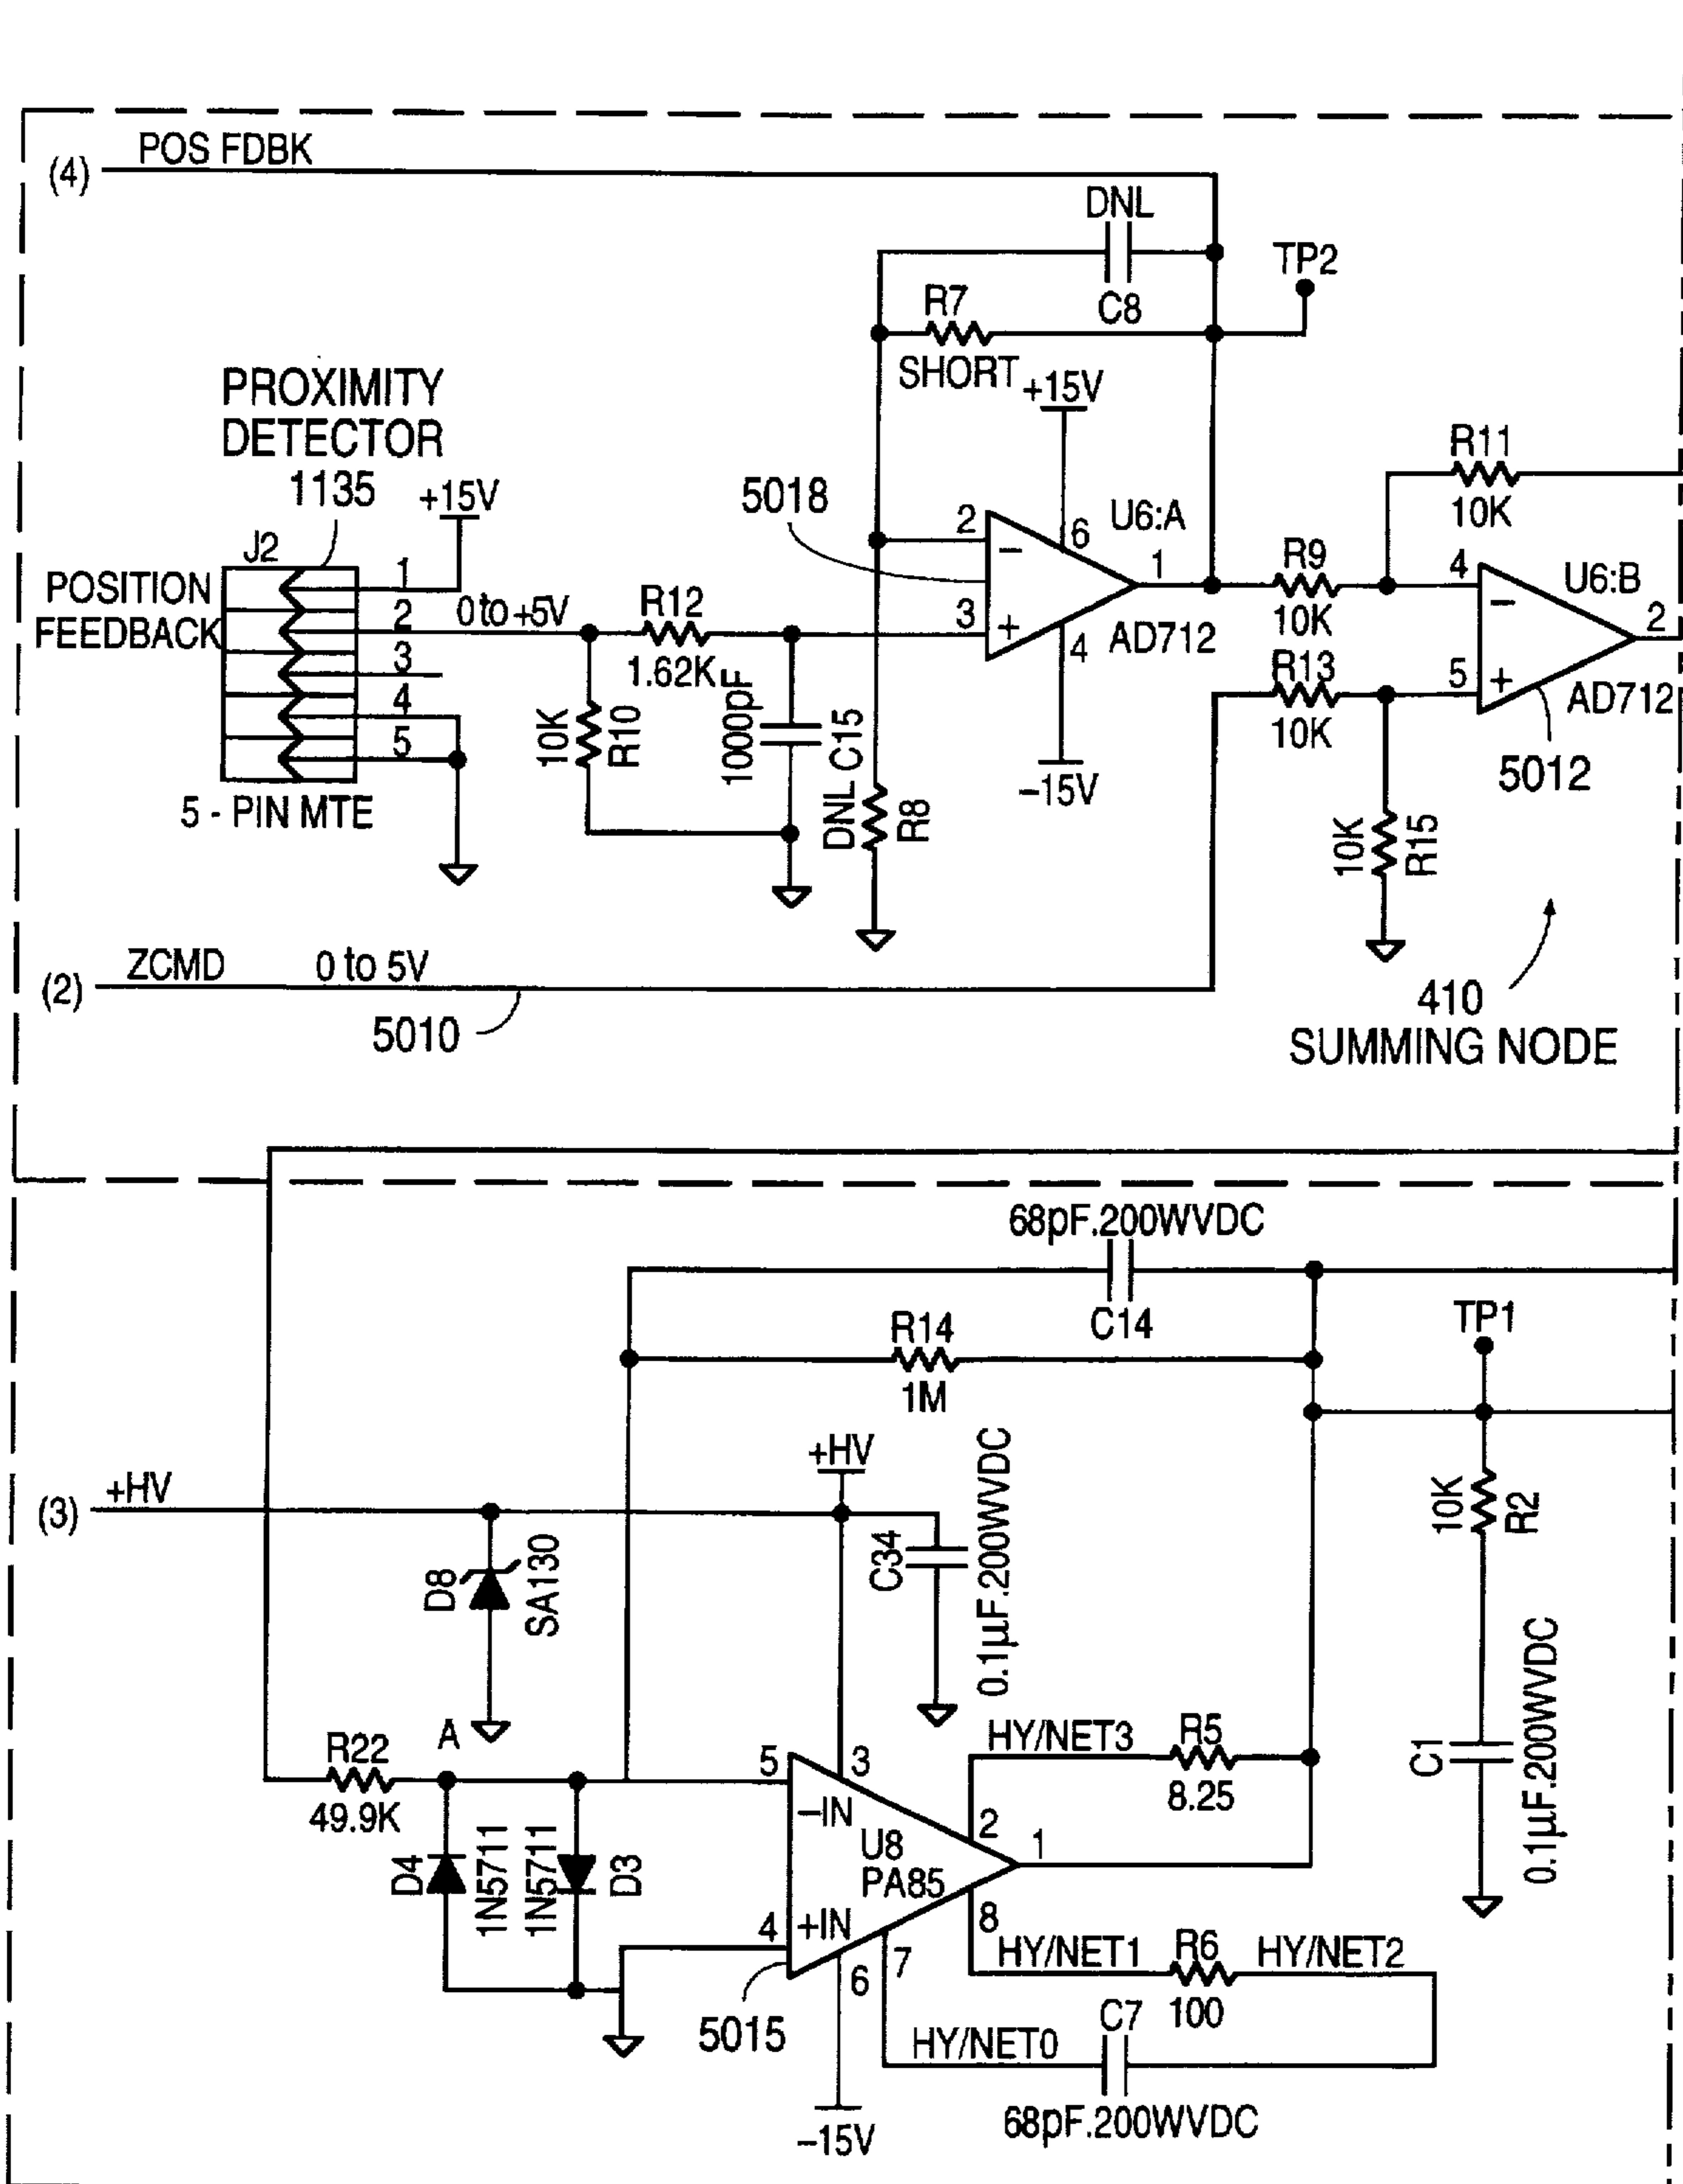 POS FDBK
(4)
DNL
C8
TP2
R7
SHORT
+15V
PROXIMITY
DETECTOR
1135
+15V
J2
POSITION
FEEDBACK
1
2
3
4
5
0 to +5V
5 - PIN MTE
R12
1.62K
10K
R10
1000pF
C15
DNL
R8
5018
2
3
6
1
4
−
+
U6:A
AD712
−15V
R11
10K
R9
10K
R13
10K
4
5
−
+
2
U6:B
AD712
5012
10K
R15
ZCMD
0 to 5V
(2)
5010
410
SUMMING NODE
68pF.200WVDC
C14
R14
1M
TP1
+HV
(3)
+HV
D8
SA130
C34
0.1µF.200WVDC
10K
R2
C1
0.1µF.200WVDC
A
R22
49.9K
D4
1N5711
1N5711
D3
5
3
–IN
U8
PA85
4
+IN
6
7
2
1
8
5015
−15V
HY/NET3
R5
8.25
HY/NET1
R6
100
HY/NET2
HY/NET0
C7
68pF.200WVDC